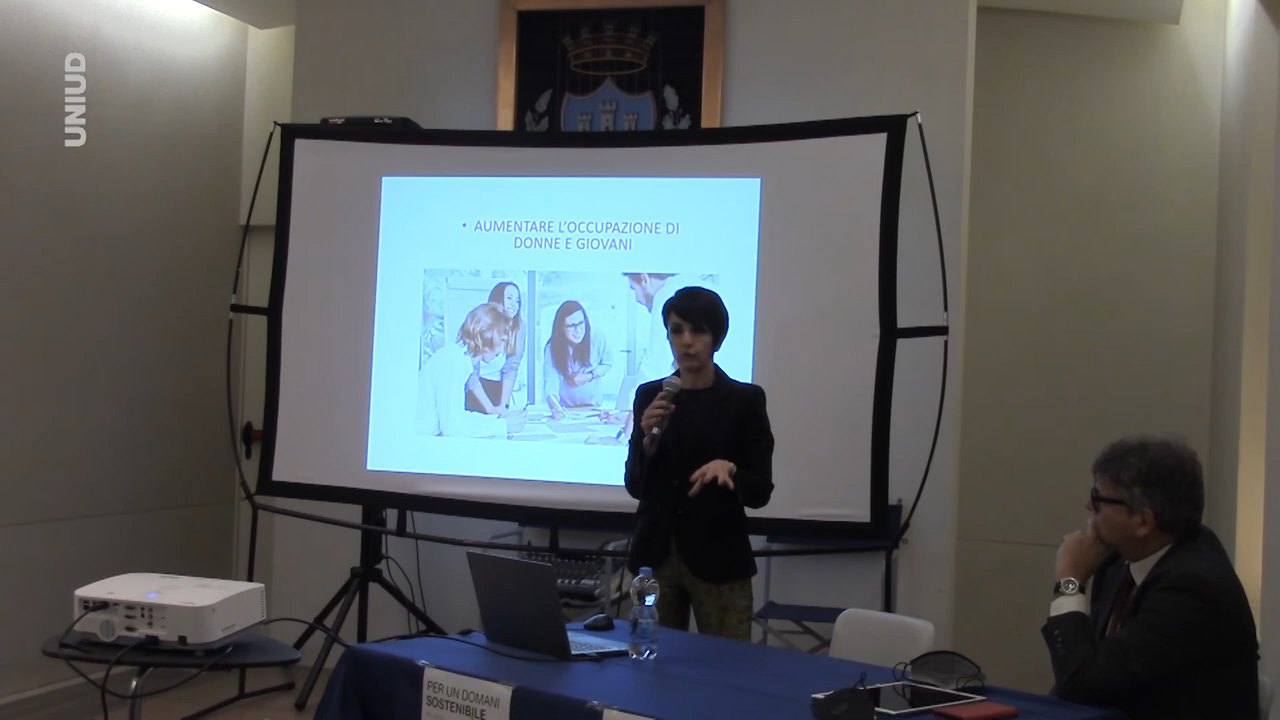 UNIUD
• AUMENTARE L'OCCUPAZIONE DI
DONNE E GIOVANI
PER UN DOMANI
SOSTENIBILE